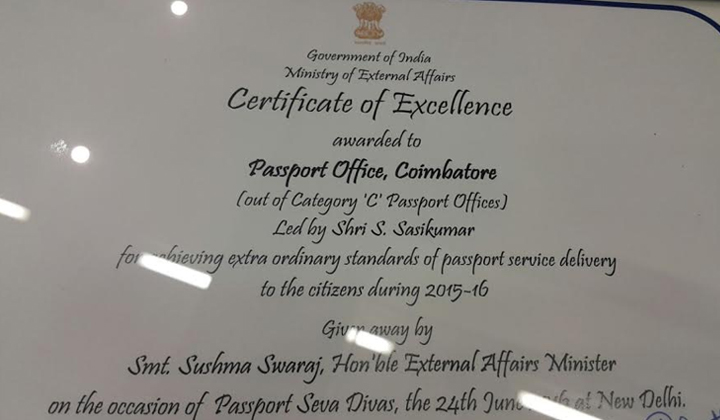 Government of India
Ministry of External Affairs
Certificate of Excellence
awarded to
Passport Office, Coimbatore
(out of Category 'C' Passport Offices)
Led by Shri S. Sasikumar
for achieving extra ordinary standards of passport service delivery
to the citizens during 2015-16
Given away by
Smt. Sushma Swaraj, Hon'ble External Affairs Minister
on the occasion of Passport Seva Divas, the 24th June at New Delhi.